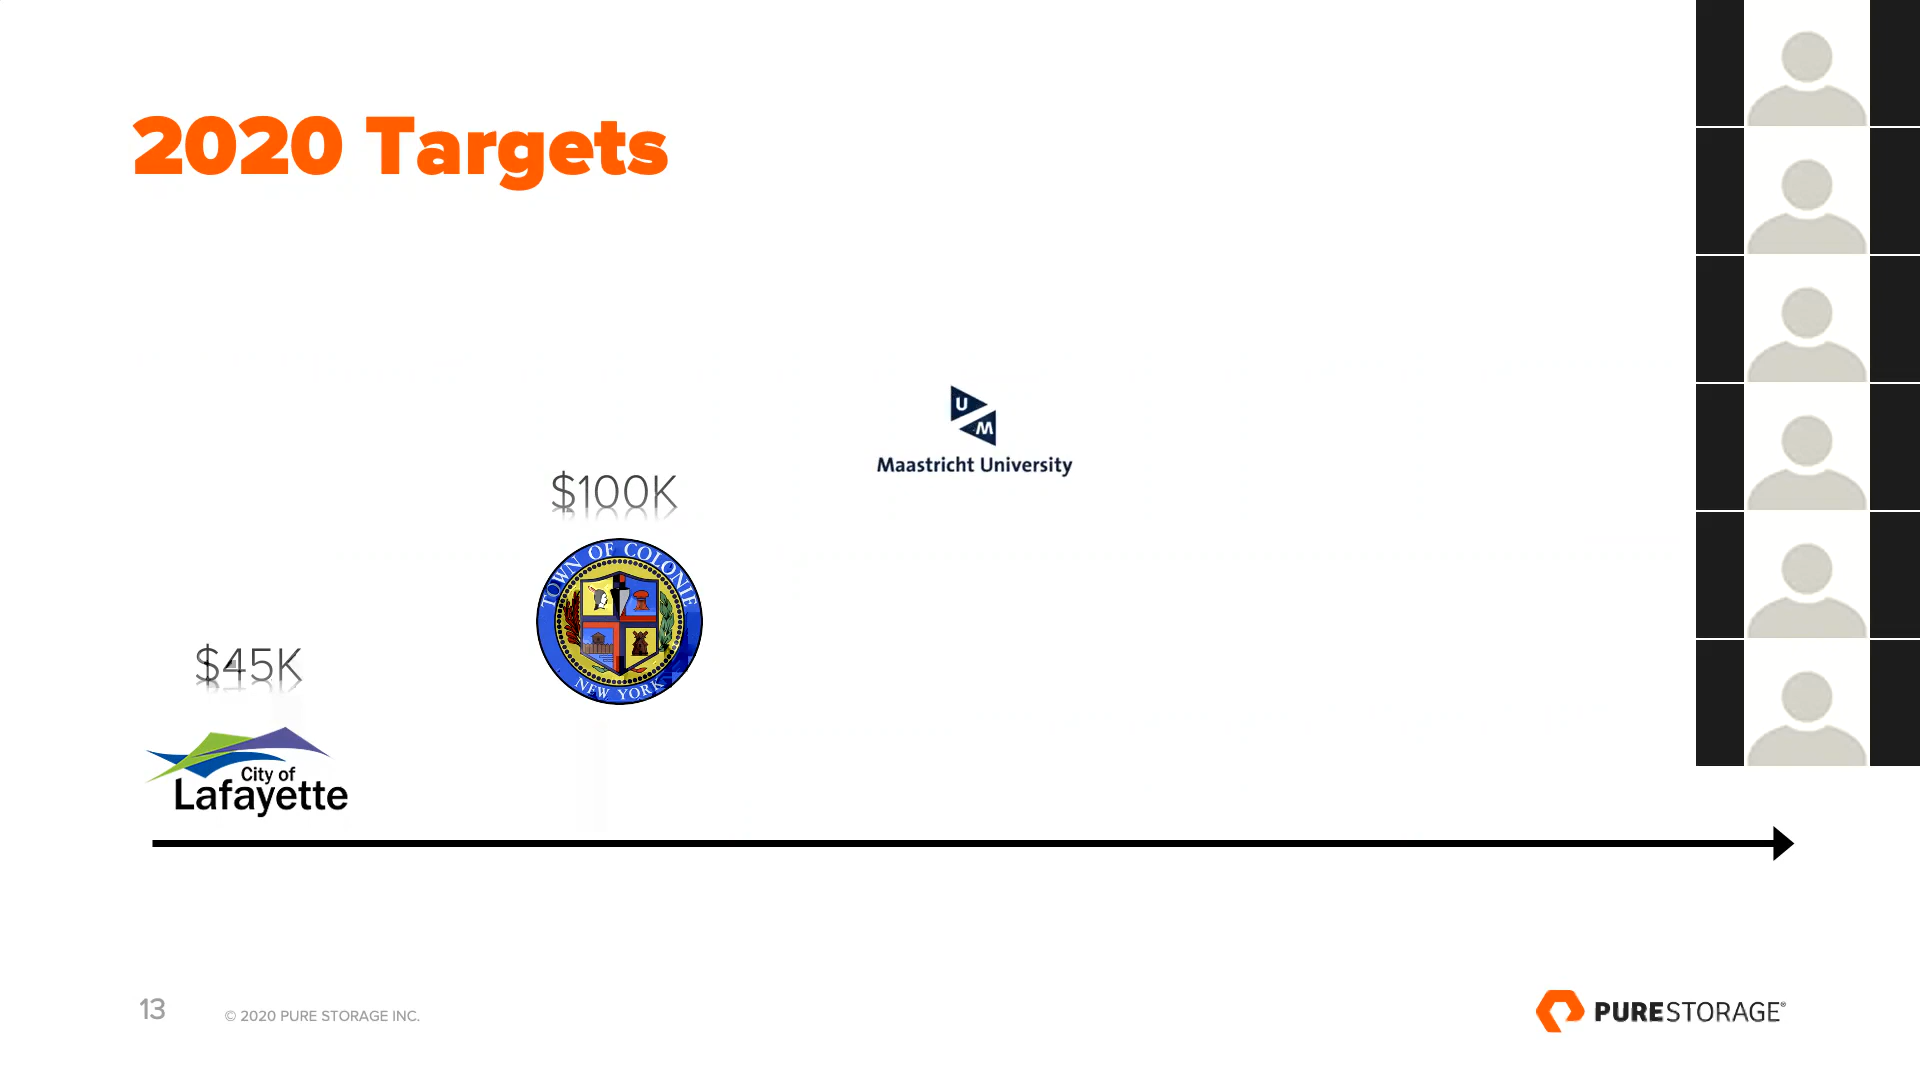 2020 Targets
U
M
Maastricht University
$100K
TOWN OF COLONIE
NEW YORK
$45K
City of
Lafayette
13
© 2020 PURE STORAGE INC.
PURESTORAGE®